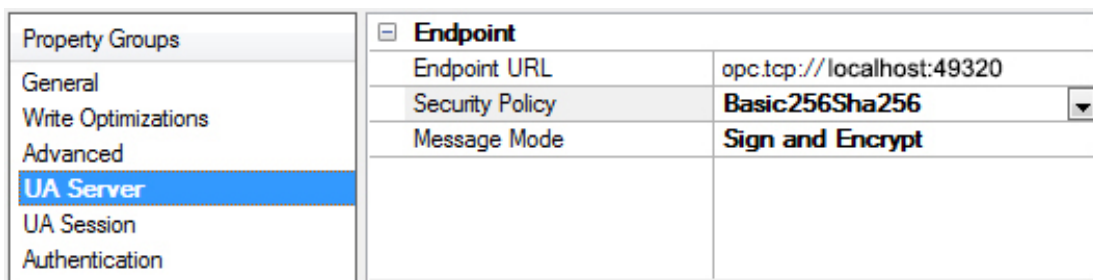 Property Groups
General
Write Optimizations
Advanced
UA Server
UA Session
Authentication
Endpoint
Endpoint URL opc.tcp://localhost:49320
Security Policy Basic256Sha256
Message Mode Sign and Encrypt